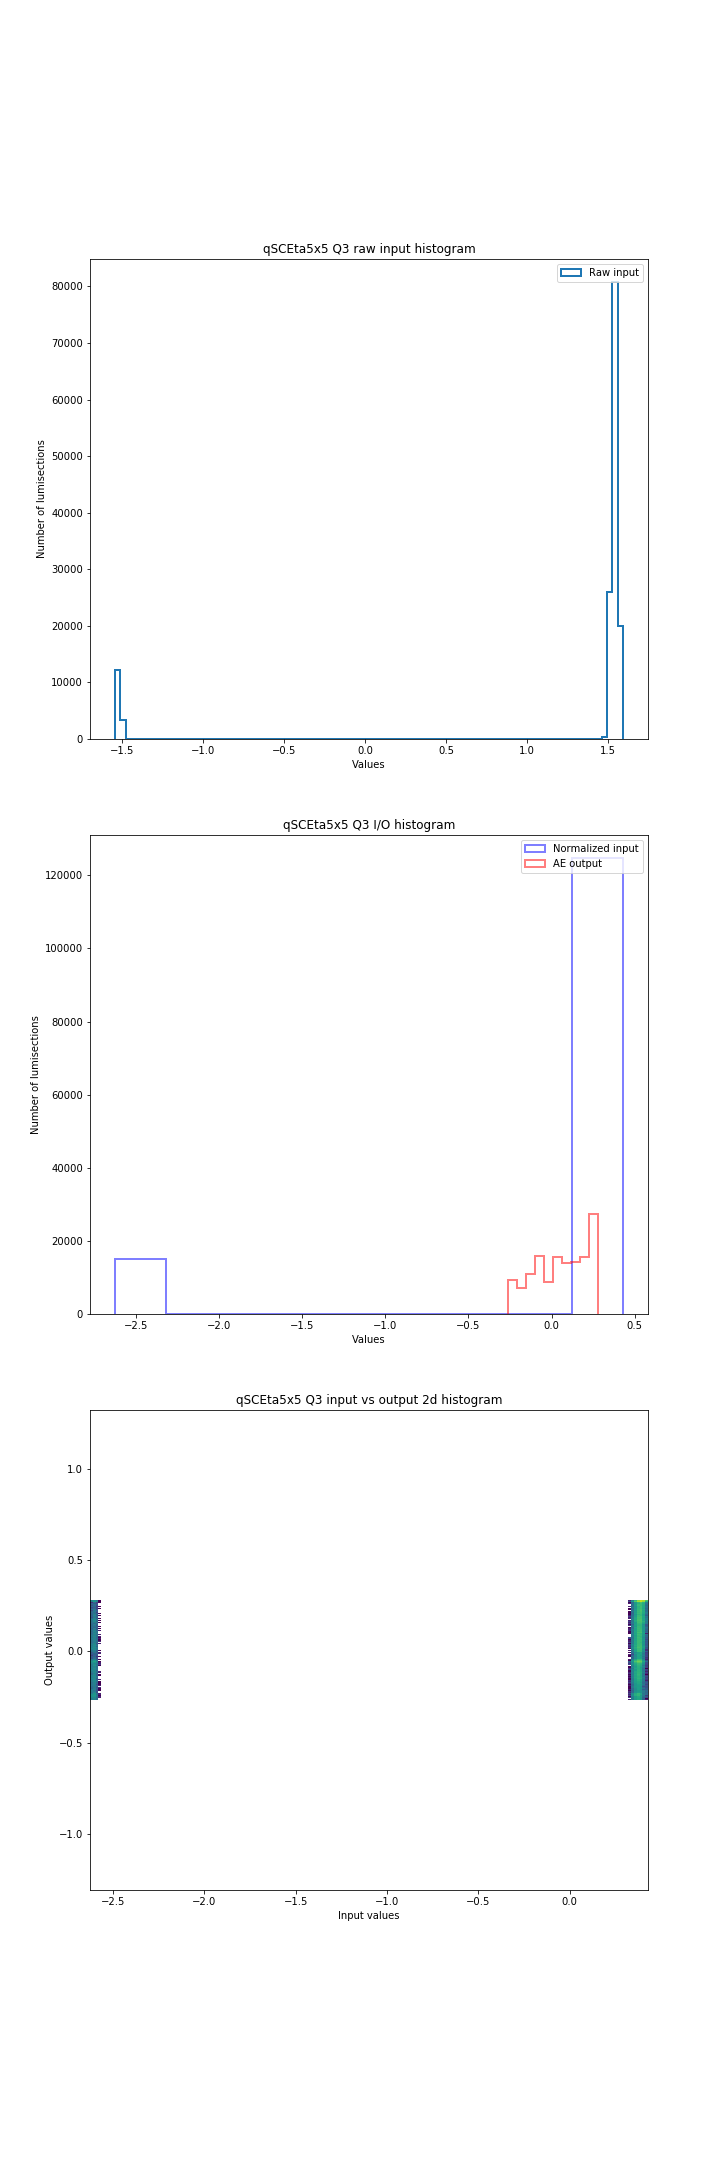 qSCEta5x5 Q3 raw input histogram
Raw input
80000
70000
60000
50000
40000
30000
20000
10000
0
Number of lumisections
−1.5 −1.0 −0.5 0.0 0.5 1.0 1.5
Values
qSCEta5x5 Q3 I/O histogram
Normalized input
AE output
120000
100000
80000
60000
40000
20000
0
Number of lumisections
−2.5 −2.0 −1.5 −1.0 −0.5 0.0 0.5
Values
qSCEta5x5 Q3 input vs output 2d histogram
1.0
0.5
0.0
−0.5
−1.0
Output values
−2.5 −2.0 −1.5 −1.0 −0.5 0.0
Input values